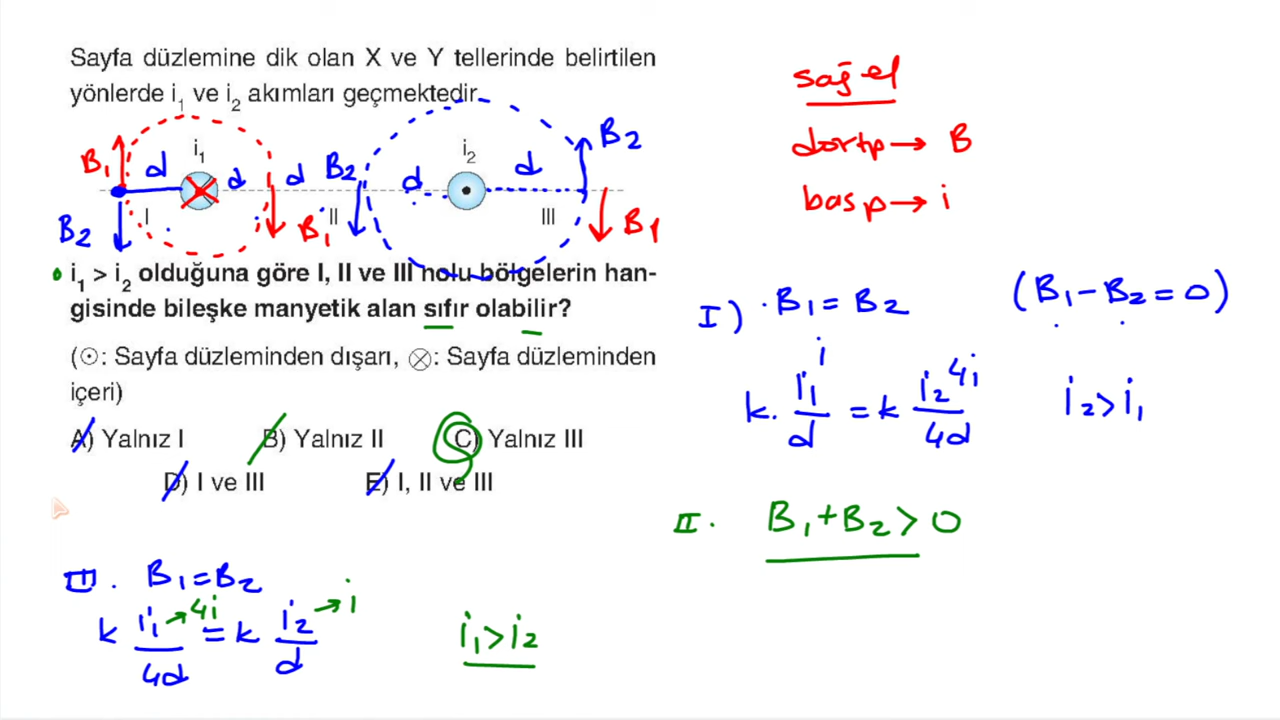 Sayfa düzlemine dik olan X ve Y tellerinde belirtilen
yönlerde i₁ ve i₂ akımları geçmektedir.
B₁ d i₁ d d B₂ d i₂ d B₂
B₂ I B₁ II III B₁
i₁ > i₂ olduğuna göre I, II ve III nolu bölgelerin han-
gisinde bileşke manyetik alan sıfır olabilir?
(⊙: Sayfa düzleminden dışarı, ⊗: Sayfa düzleminden
içeri)
A) Yalnız I B) Yalnız II C) Yalnız III
D) I ve III E) I, II ve III
sağ el
dört p → B
baş p → i
I) B₁ = B₂ (B₁ - B₂ = 0)
i 4i
k. i₁/d = k i₂/4d i₂ > i₁
II. B₁ + B₂ > 0
III. B₁ = B₂
k i₁/4d → 4i = k i₂/d → i i₁ > i₂